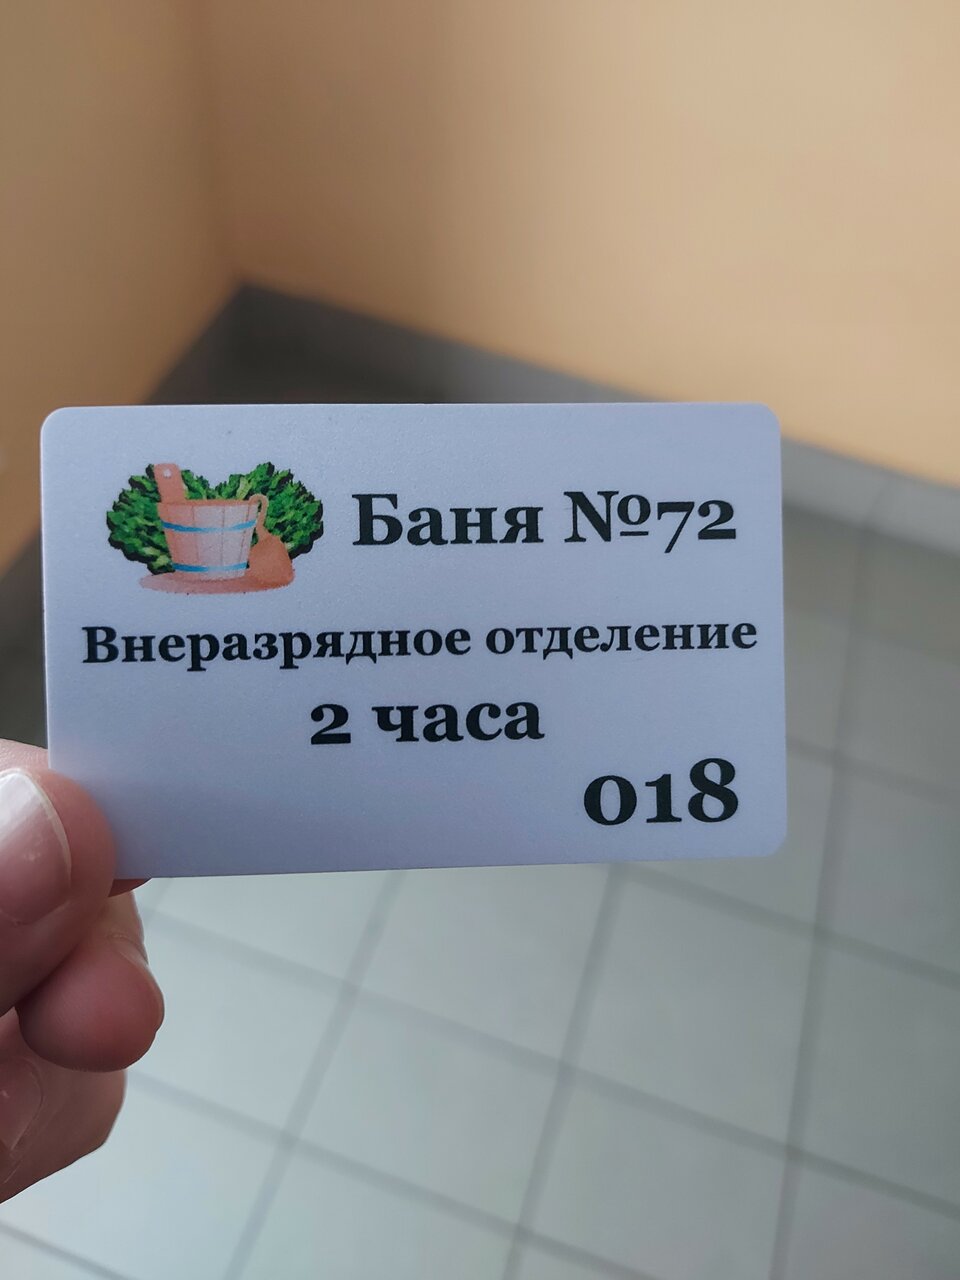 Баня №72
Внеразрядное отделение
2 часа
018